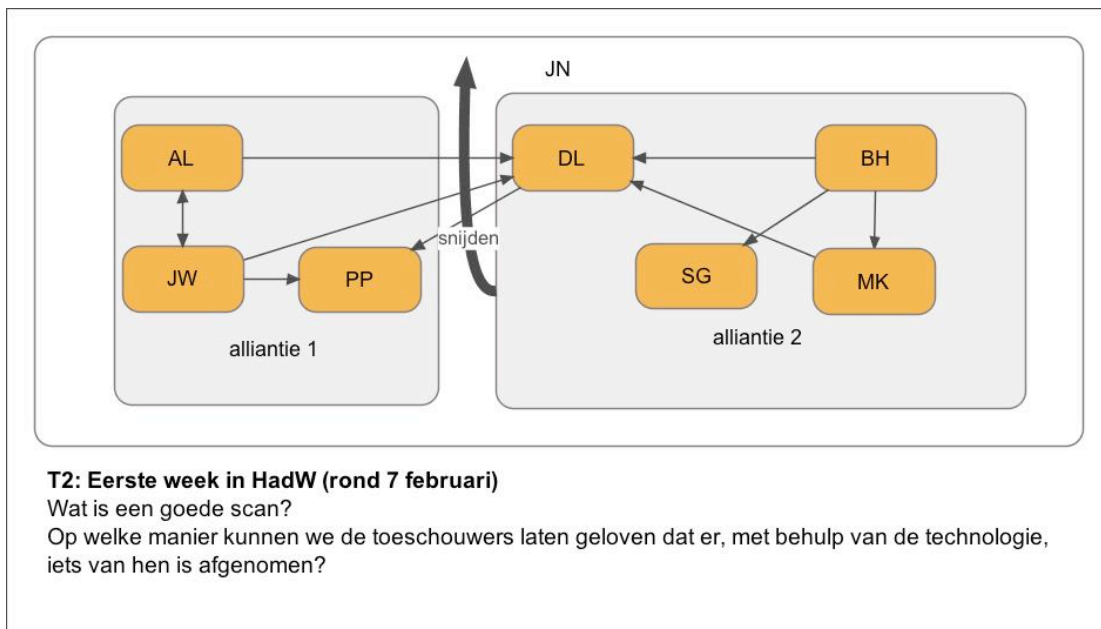 JN
AL
DL
BH
snijden
JW
PP
SG
MK
alliantie 1
alliantie 2
T2: Eerste week in HadW (rond 7 februari)
Wat is een goede scan?
Op welke manier kunnen we de toeschouwers laten geloven dat er, met behulp van de technologie,
iets van hen is afgenomen?